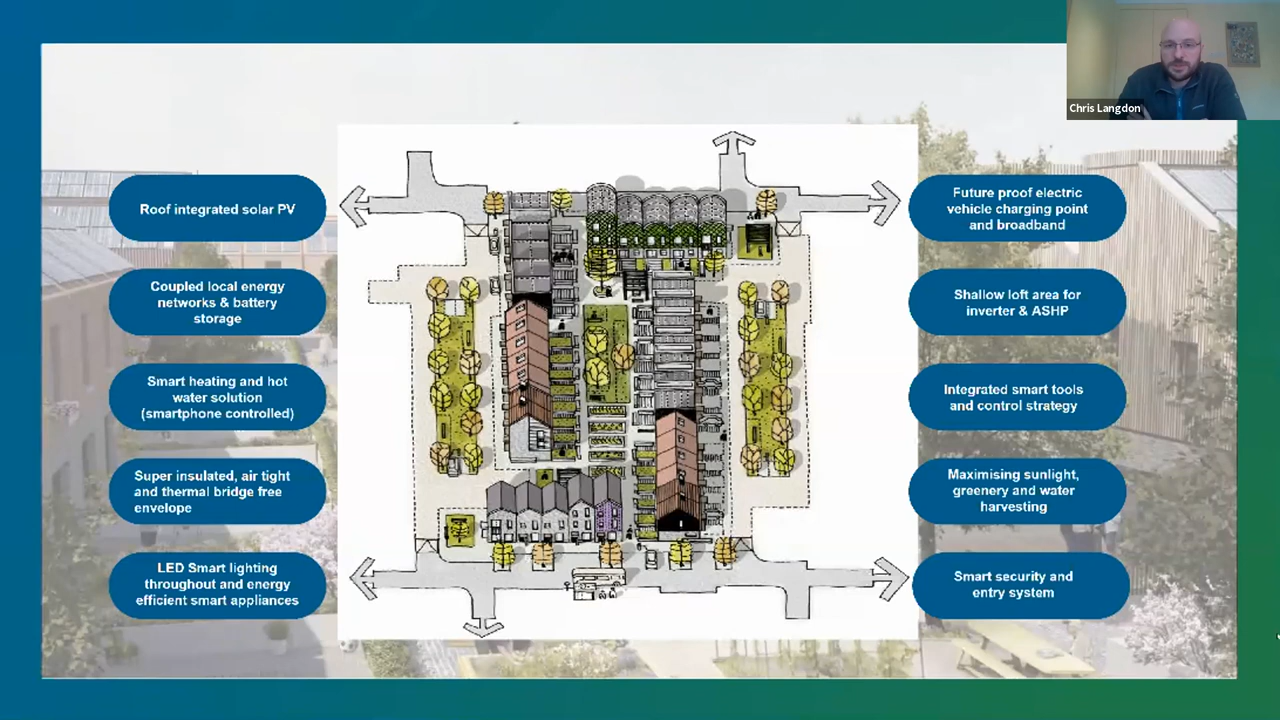 Chris Langdon
Roof integrated solar PV
Coupled local energy
networks & battery
storage
Smart heating and hot
water solution
(smartphone controlled)
Super insulated, air tight
and thermal bridge free
envelope
LED Smart lighting
throughout and energy
efficient smart appliances
Future proof electric
vehicle charging point
and broadband
Shallow loft area for
inverter & ASHP
Integrated smart tools
and control strategy
Maximising sunlight,
greenery and water
harvesting
Smart security and
entry system